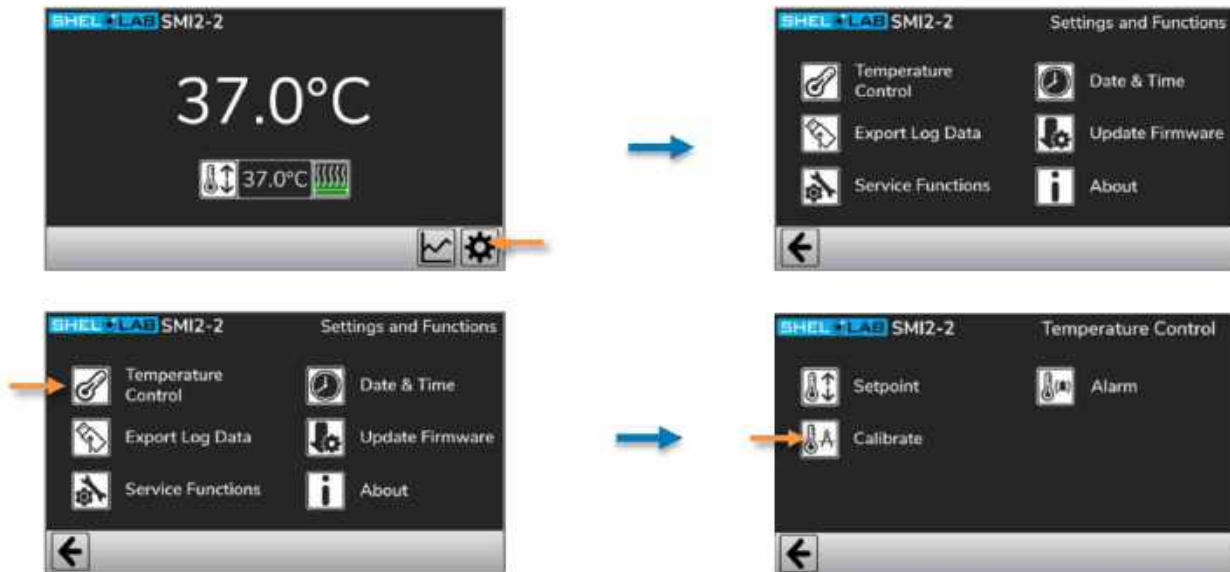 SHEL LAB SMI2-2
37.0°C
37.0°C
SHEL LAB SMI2-2 Settings and Functions
Temperature Control
Date & Time
Export Log Data
Update Firmware
Service Functions
About
SHEL LAB SMI2-2 Settings and Functions
Temperature Control
Date & Time
Export Log Data
Update Firmware
Service Functions
About
SHEL LAB SMI2-2 Temperature Control
Setpoint
Alarm
A
Calibrate